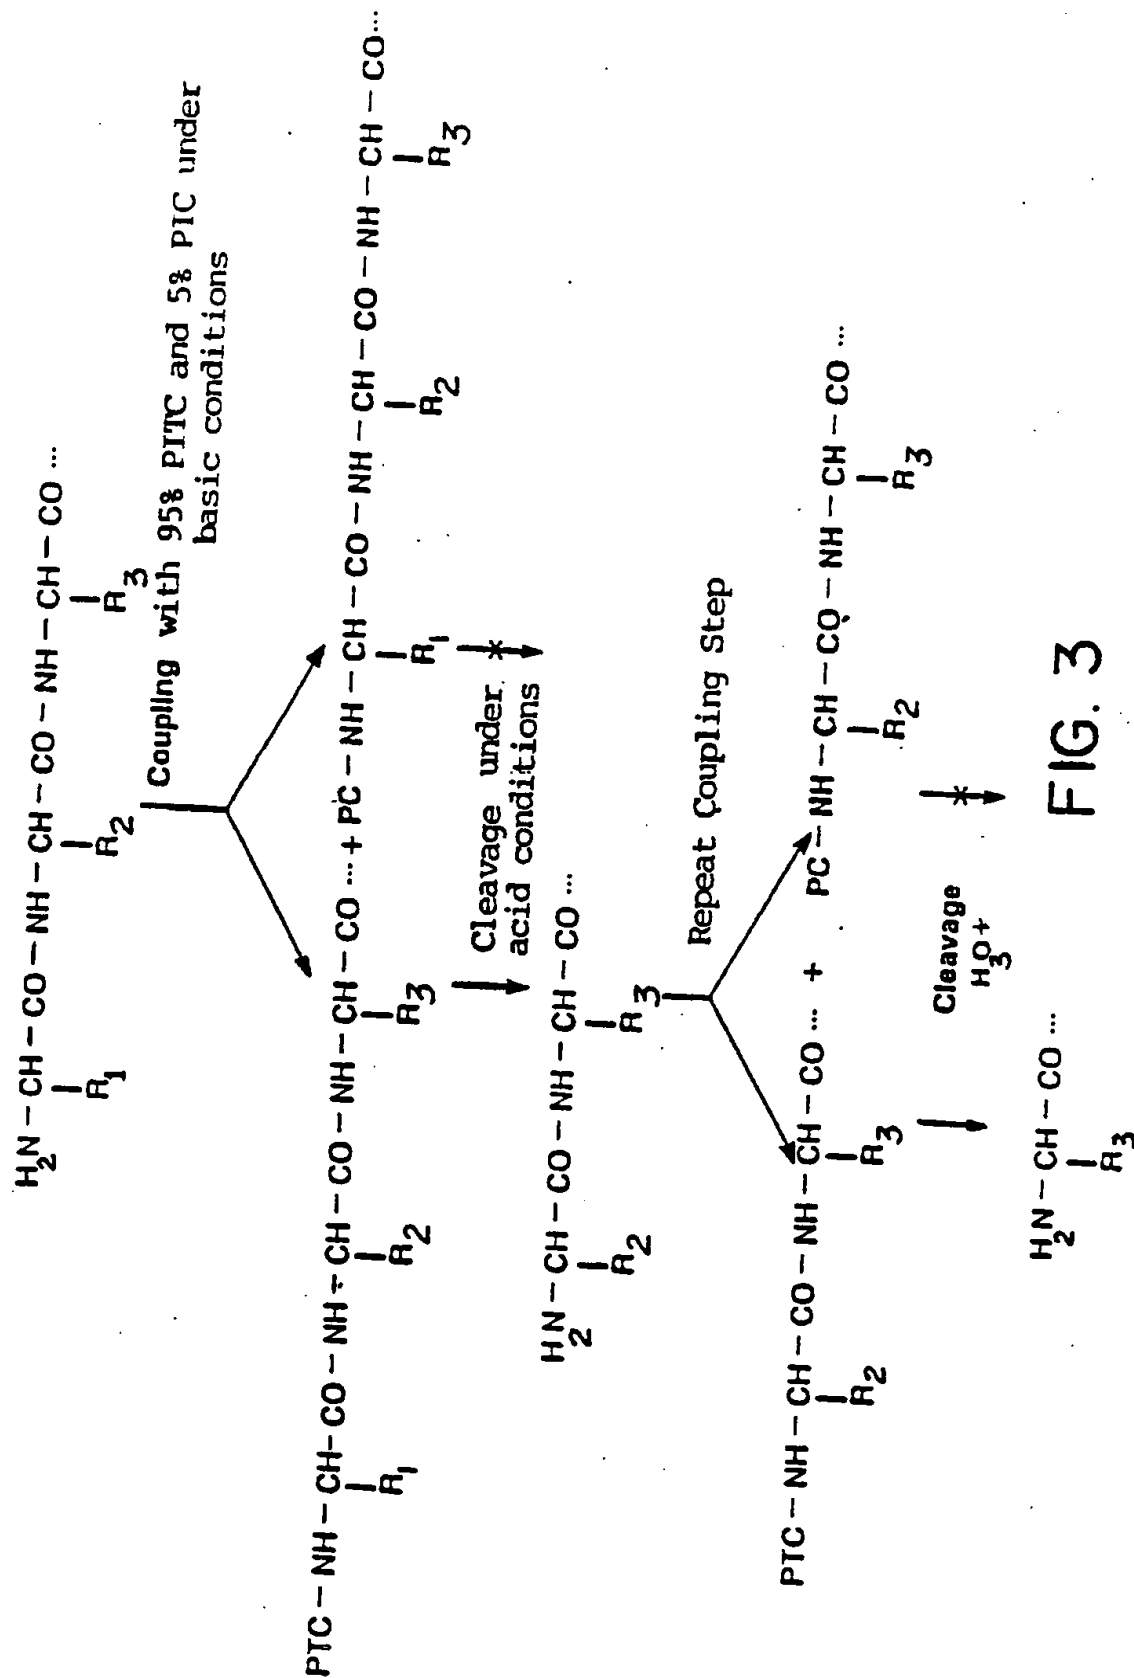 H2N – CH – CO – NH – CH – CO – NH – CH – CO ...
R1 R2 R3
Coupling with 95% PITC and 5% PIC under
basic conditions
PTC – NH – CH – CO – NH – CH – CO – NH – CH – CO ... + PC – NH – CH – CO – NH – CH – CO – NH – CH – CO ...
R1 R2 R3 R1 R2 R3
Cleavage under
acid conditions
H2N – CH – CO – NH – CH – CO ...
R2 R3
Repeat Coupling Step
PTC – NH – CH – CO – NH – CH – CO ... + PC – NH – CH – CO – NH – CH – CO ...
R2 R3 R2 R3
Cleavage
H3O+
H2N – CH – CO ...
R3
FIG. 3